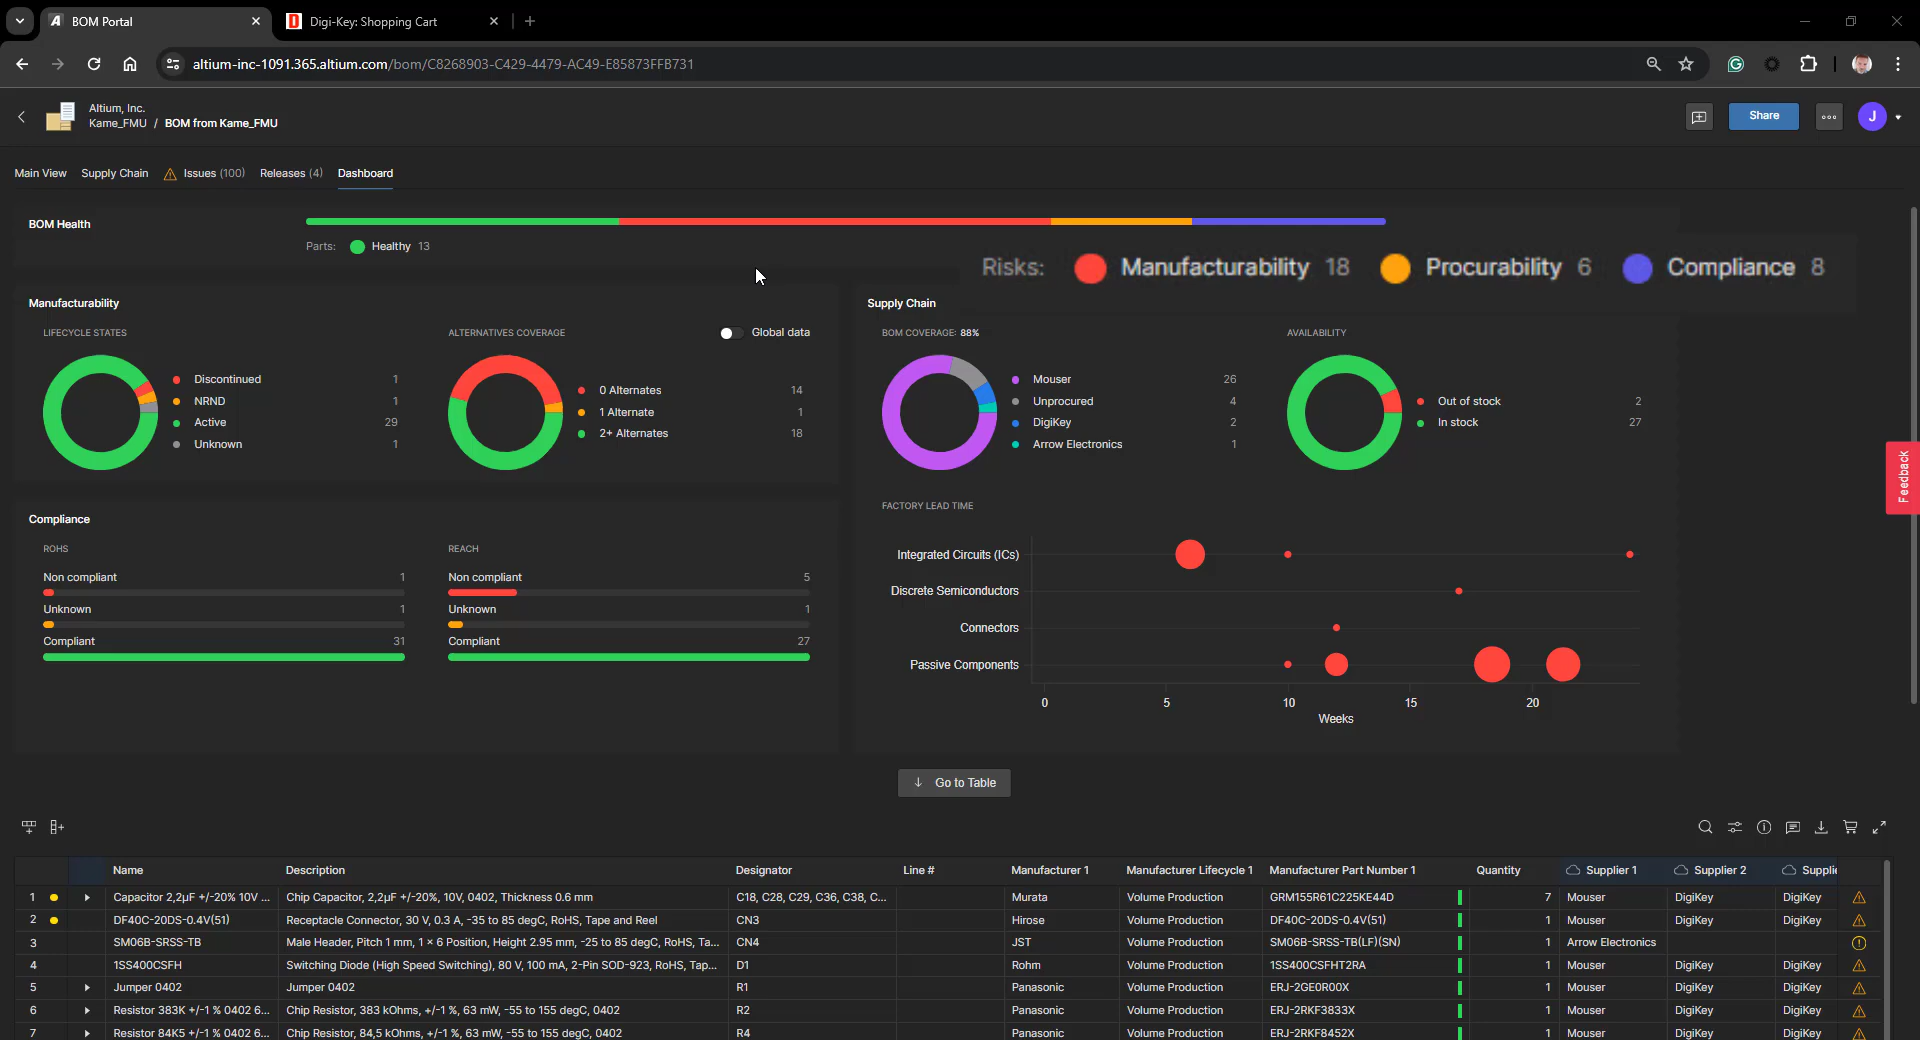 BOM Portal
Digi-Key: Shopping Cart
altium-inc-1091.365.altium.com/bom/C8268903-C429-4479-AC49-E85873FFB731
Altium, Inc.
Kame_FMU / BOM from Kame_FMU
Share
J
Main View Supply Chain Issues (100) Releases (4) Dashboard
BOM Health
Parts: Healthy 13
Risks: Manufacturability 18 Procurability 6 Compliance 8
Manufacturability
LIFECYCLE STATES
Discontinued 1
NRND 1
Active 29
Unknown 1
ALTERNATIVES COVERAGE
Global data
0 Alternates 14
1 Alternate 1
2+ Alternates 18
Supply Chain
BOM COVERAGE: 88%
Mouser 26
Unprocured 4
DigiKey 2
Arrow Electronics 1
AVAILABILITY
Out of stock 2
In stock 27
Feedback
Compliance
ROHS
Non compliant 1
Unknown 1
Compliant 31
REACH
Non compliant 5
Unknown 1
Compliant 27
FACTORY LEAD TIME
Integrated Circuits (ICs)
Discrete Semiconductors
Connectors
Passive Components
0 5 10 15 20
Weeks
Go to Table
Name Description Designator Line # Manufacturer 1 Manufacturer Lifecycle 1 Manufacturer Part Number 1 Quantity Supplier 1 Supplier 2 Supplie
1 Capacitor 2,2µF +/-20% 10V ... Chip Capacitor, 2,2µF +/-20%, 10V, 0402, Thickness 0.6 mm C18, C28, C29, C36, C38, C... Murata Volume Production GRM155R61C225KE44D 7 Mouser DigiKey DigiKey
2 DF40C-20DS-0.4V(51) Receptacle Connector, 30 V, 0.3 A, -35 to 85 degC, RoHS, Tape and Reel CN3 Hirose Volume Production DF40C-20DS-0.4V(51) 1 Mouser DigiKey DigiKey
3 SM06B-SRSS-TB Male Header, Pitch 1 mm, 1 × 6 Position, Height 2.95 mm, -25 to 85 degC, RoHS, Ta... CN4 JST Volume Production SM06B-SRSS-TB(LF)(SN) 1 Arrow Electronics
4 1SS400CSFH Switching Diode (High Speed Switching), 80 V, 100 mA, 2-Pin SOD-923, RoHS, Tap... D1 Rohm Volume Production 1SS400CSFHT2RA 1 Mouser DigiKey DigiKey
5 Jumper 0402 Jumper 0402 R1 Panasonic Volume Production ERJ-2GE0R00X 1 Mouser DigiKey DigiKey
6 Resistor 383K +/-1 % 0402 6... Chip Resistor, 383 kOhms, +/-1 %, 63 mW, -55 to 155 degC, 0402 R2 Panasonic Volume Production ERJ-2RKF3833X 1 Mouser DigiKey DigiKey
7 Resistor 84K5 +/-1 % 0402 6... Chip Resistor, 84,5 kOhms, +/-1 %, 63 mW, -55 to 155 degC, 0402 R4 Panasonic Volume Production ERJ-2RKF8452X 1 Mouser DigiKey DigiKey